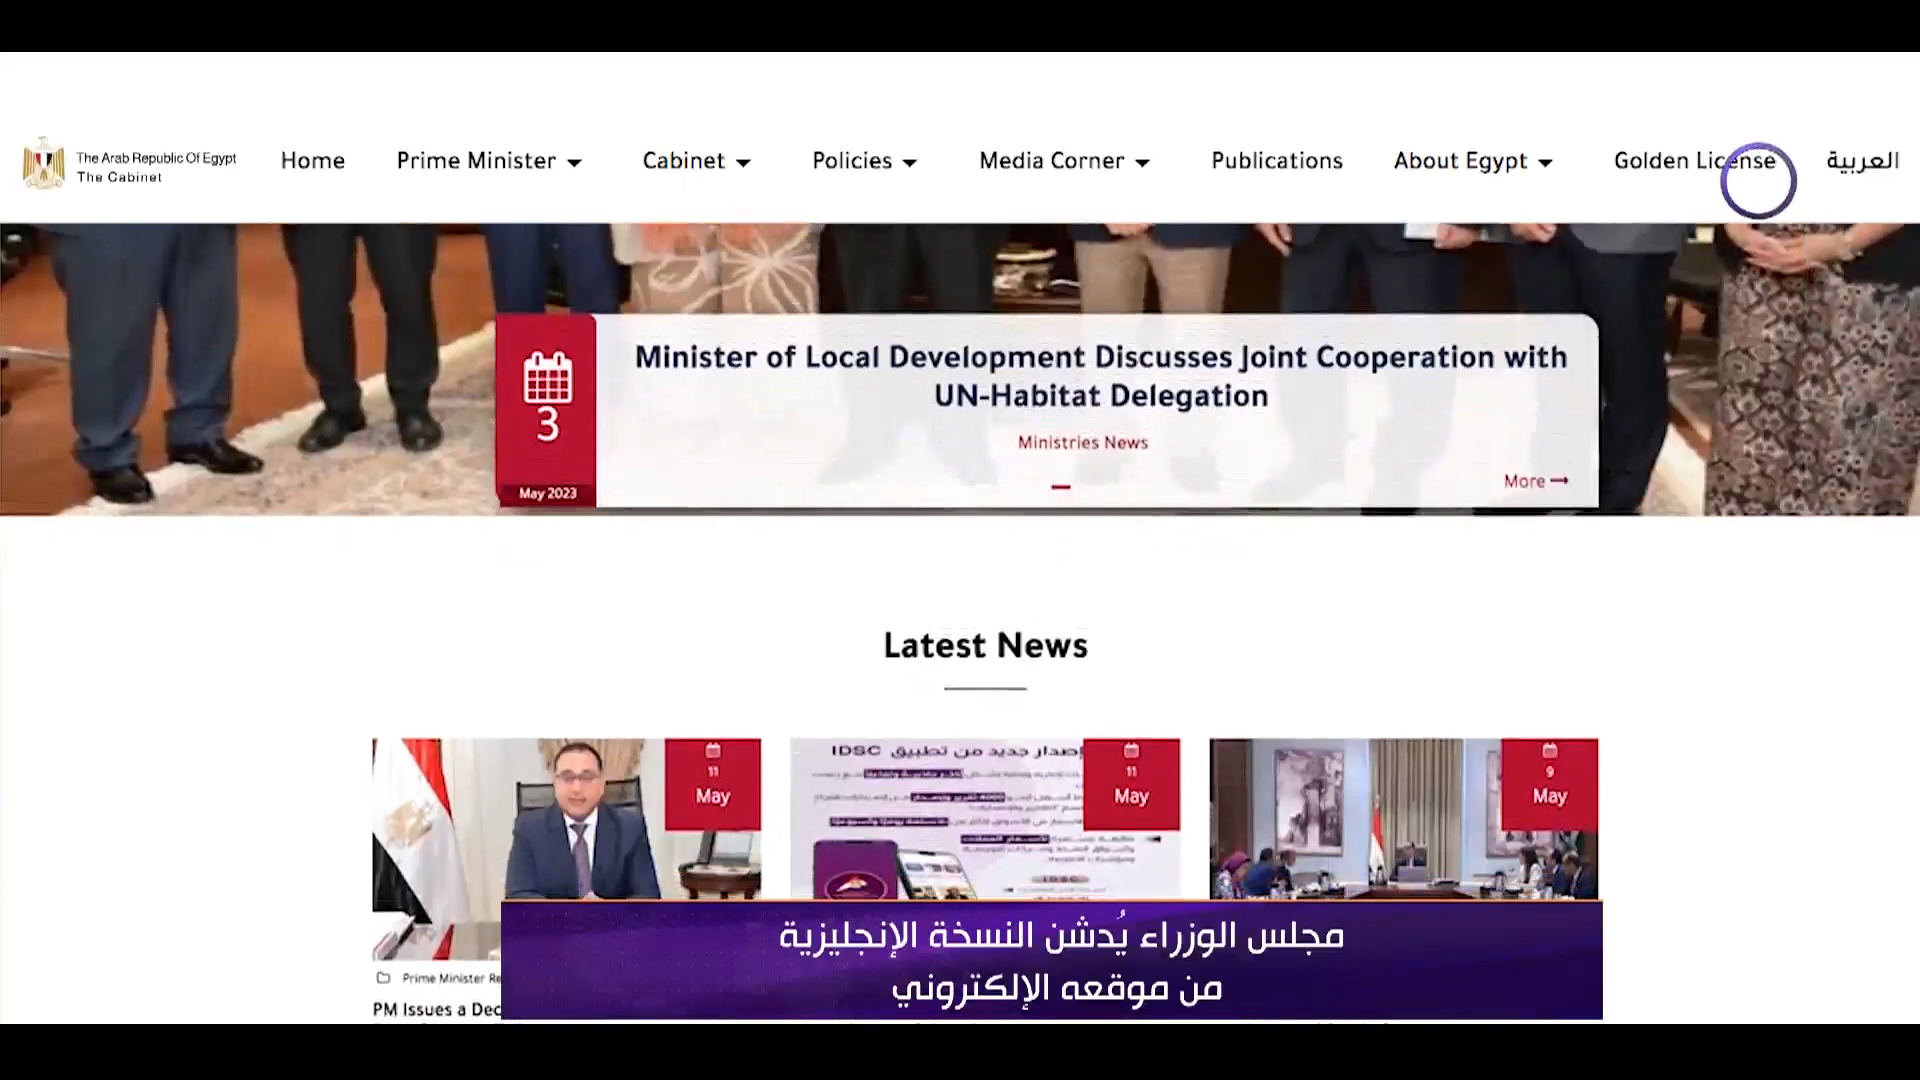 The Arab Republic Of Egypt
The Cabinet
Home
Prime Minister
Cabinet
Policies
Media Corner
Publications
About Egypt
Golden License
العربية
3
May 2023
Minister of Local Development Discusses Joint Cooperation with
UN-Habitat Delegation
Ministries News
More
Latest News
11
May
إصدار جديد من تطبيق IDSC
11
May
9
May
Prime Minister
PM Issues a
مجلس الوزراء يُدشن النسخة الإنجليزية
من موقعه الإلكتروني